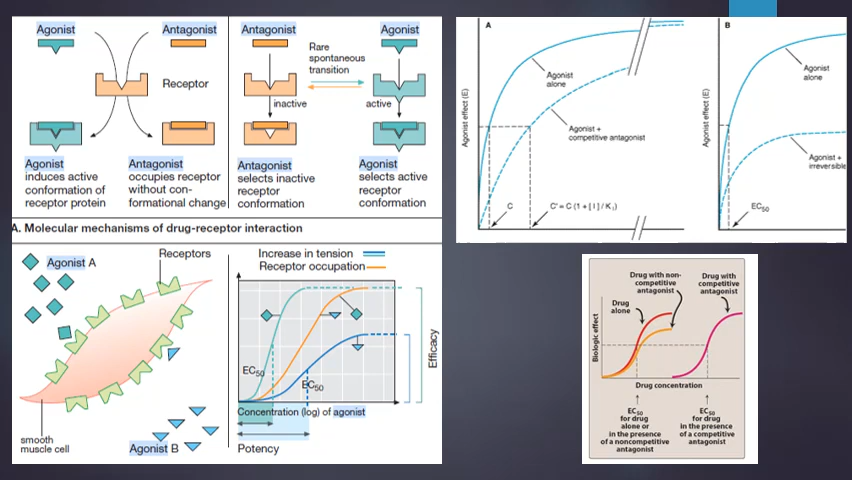 Agonist
Antagonist
Receptor
Agonist
induces active
conformation of
receptor protein
Antagonist
occupies receptor
without con-
formational change
Antagonist
Agonist
Rare
spontaneous
transition
inactive
active
Antagonist
selects inactive
receptor
conformation
Agonist
selects active
receptor
conformation
A. Molecular mechanisms of drug-receptor interaction
Agonist A
Receptors
smooth
muscle cell
Agonist B
Increase in tension
Receptor occupation
EC50
EC50
Efficacy
Concentration (log) of agonist
Potency
A
Agonist effect (E)
Agonist
alone
Agonist +
competitive antagonist
C
C' = C (1 + [ I ] / Ki)
B
Agonist effect (E)
Agonist
alone
Agonist +
irreversible
EC50
Drug with non-
competitive
antagonist
Drug with
competitive
antagonist
Drug
alone
Biologic effect
Drug concentration
EC50
for drug
alone or
in the presence
of a noncompetitive
antagonist
EC50
for drug
in the presence
of a competitive
antagonist